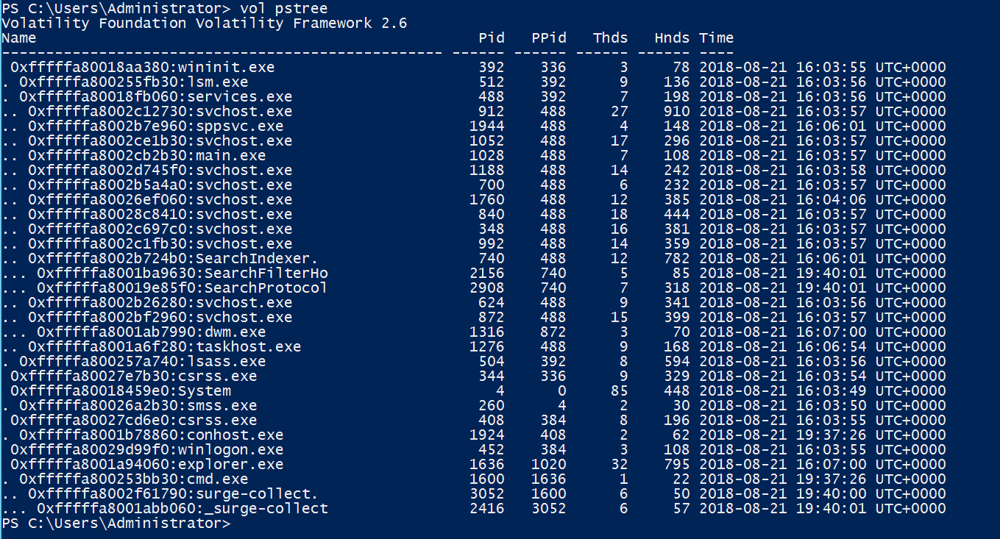 PS C:\Users\Administrator> vol pstree
Volatility Foundation Volatility Framework 2.6
Name                                                  Pid   PPid   Thds   Hnds Time
-------------------------------------------------- ------ ------ ------ ------ ----
 0xfffffa80018aa380:wininit.exe                       392    336      3     78 2018-08-21 16:03:55 UTC+0000
. 0xfffffa800255fb30:lsm.exe                          512    392      9    136 2018-08-21 16:03:56 UTC+0000
. 0xfffffa80018fb060:services.exe                     488    392      7    198 2018-08-21 16:03:56 UTC+0000
.. 0xfffffa8002c12730:svchost.exe                     912    488     27    910 2018-08-21 16:03:57 UTC+0000
.. 0xfffffa8002b7e960:sppsvc.exe                     1944    488      4    148 2018-08-21 16:06:01 UTC+0000
.. 0xfffffa8002ce1b30:svchost.exe                    1052    488     17    296 2018-08-21 16:03:57 UTC+0000
.. 0xfffffa8002cb2b30:main.exe                       1028    488      7    108 2018-08-21 16:03:57 UTC+0000
.. 0xfffffa8002d745f0:svchost.exe                    1188    488     14    242 2018-08-21 16:03:58 UTC+0000
.. 0xfffffa8002b5a4a0:svchost.exe                     700    488      6    232 2018-08-21 16:03:57 UTC+0000
.. 0xfffffa80026ef060:svchost.exe                    1760    488     12    385 2018-08-21 16:04:06 UTC+0000
.. 0xfffffa80028c8410:svchost.exe                     840    488     18    444 2018-08-21 16:03:57 UTC+0000
.. 0xfffffa8002c697c0:svchost.exe                     348    488     16    381 2018-08-21 16:03:57 UTC+0000
.. 0xfffffa8002c1fb30:svchost.exe                     992    488     14    359 2018-08-21 16:03:57 UTC+0000
.. 0xfffffa8002b724b0:SearchIndexer.                  740    488     12    782 2018-08-21 16:06:01 UTC+0000
... 0xfffffa8001ba9630:SearchFilterHo                2156    740      5     85 2018-08-21 19:40:01 UTC+0000
... 0xfffffa80019e85f0:SearchProtocol                2908    740      7    318 2018-08-21 19:40:01 UTC+0000
.. 0xfffffa8002b26280:svchost.exe                     624    488      9    341 2018-08-21 16:03:56 UTC+0000
.. 0xfffffa8002bf2960:svchost.exe                     872    488     15    399 2018-08-21 16:03:57 UTC+0000
... 0xfffffa8001ab7990:dwm.exe                       1316    872      3     70 2018-08-21 16:07:00 UTC+0000
.. 0xfffffa8001a6f280:taskhost.exe                   1276    488      9    168 2018-08-21 16:06:54 UTC+0000
. 0xfffffa800257a740:lsass.exe                        504    392      8    594 2018-08-21 16:03:56 UTC+0000
 0xfffffa80027e7b30:csrss.exe                         344    336      9    329 2018-08-21 16:03:54 UTC+0000
 0xfffffa80018459e0:System                              4      0     85    448 2018-08-21 16:03:49 UTC+0000
. 0xfffffa80026a2b30:smss.exe                         260      4      2     30 2018-08-21 16:03:50 UTC+0000
 0xfffffa80027cd6e0:csrss.exe                         408    384      8    196 2018-08-21 16:03:55 UTC+0000
. 0xfffffa8001b78860:conhost.exe                     1924    408      2     62 2018-08-21 19:37:26 UTC+0000
 0xfffffa80029d99f0:winlogon.exe                      452    384      3    108 2018-08-21 16:03:55 UTC+0000
 0xfffffa8001a94060:explorer.exe                     1636   1020     32    795 2018-08-21 16:07:00 UTC+0000
. 0xfffffa800253bb30:cmd.exe                         1600   1636      1     22 2018-08-21 19:37:26 UTC+0000
.. 0xfffffa8002f61790:surge-collect.                 3052   1600      6     50 2018-08-21 19:40:00 UTC+0000
... 0xfffffa8001abb060:_surge-collect                2416   3052      6     57 2018-08-21 19:40:01 UTC+0000
PS C:\Users\Administrator>